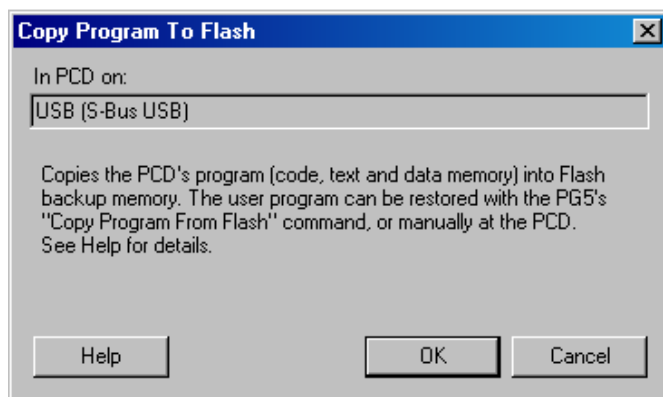 Copy Program To Flash
In PCD on:
USB (S-Bus USB)
Copies the PCD's program (code, text and data memory) into Flash
backup memory. The user program can be restored with the PG5's
"Copy Program From Flash" command, or manually at the PCD.
See Help for details.
Help OK Cancel